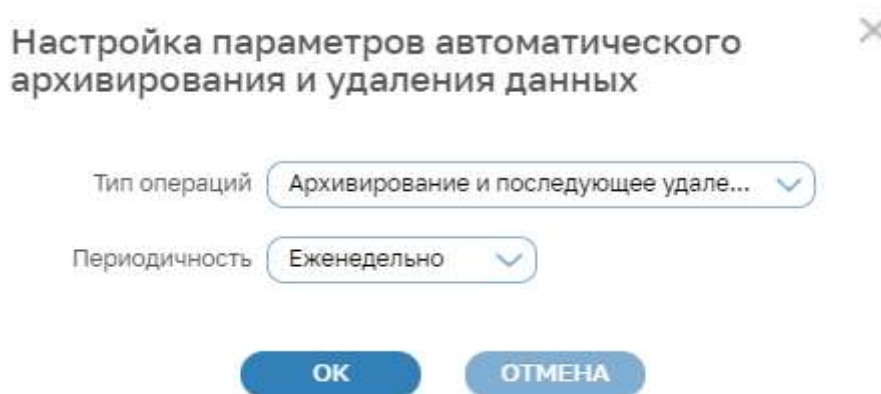 Настройка параметров автоматического
архивирования и удаления данных
Тип операций Архивирование и последующее удале...
Периодичность Еженедельно
ОК ОТМЕНА